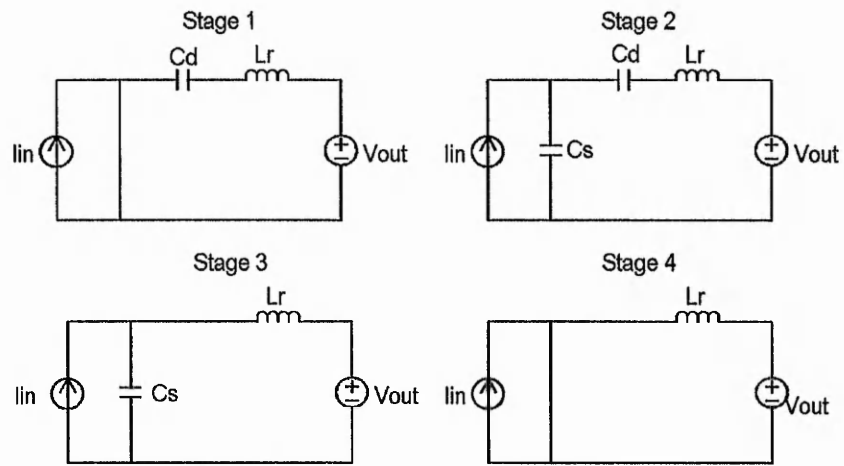 Stage 1
Cd
Lr
Iin
Vout
Stage 2
Cd
Lr
Iin
Cs
Vout
Stage 3
Lr
Iin
Cs
Vout
Stage 4
Lr
Iin
Vout